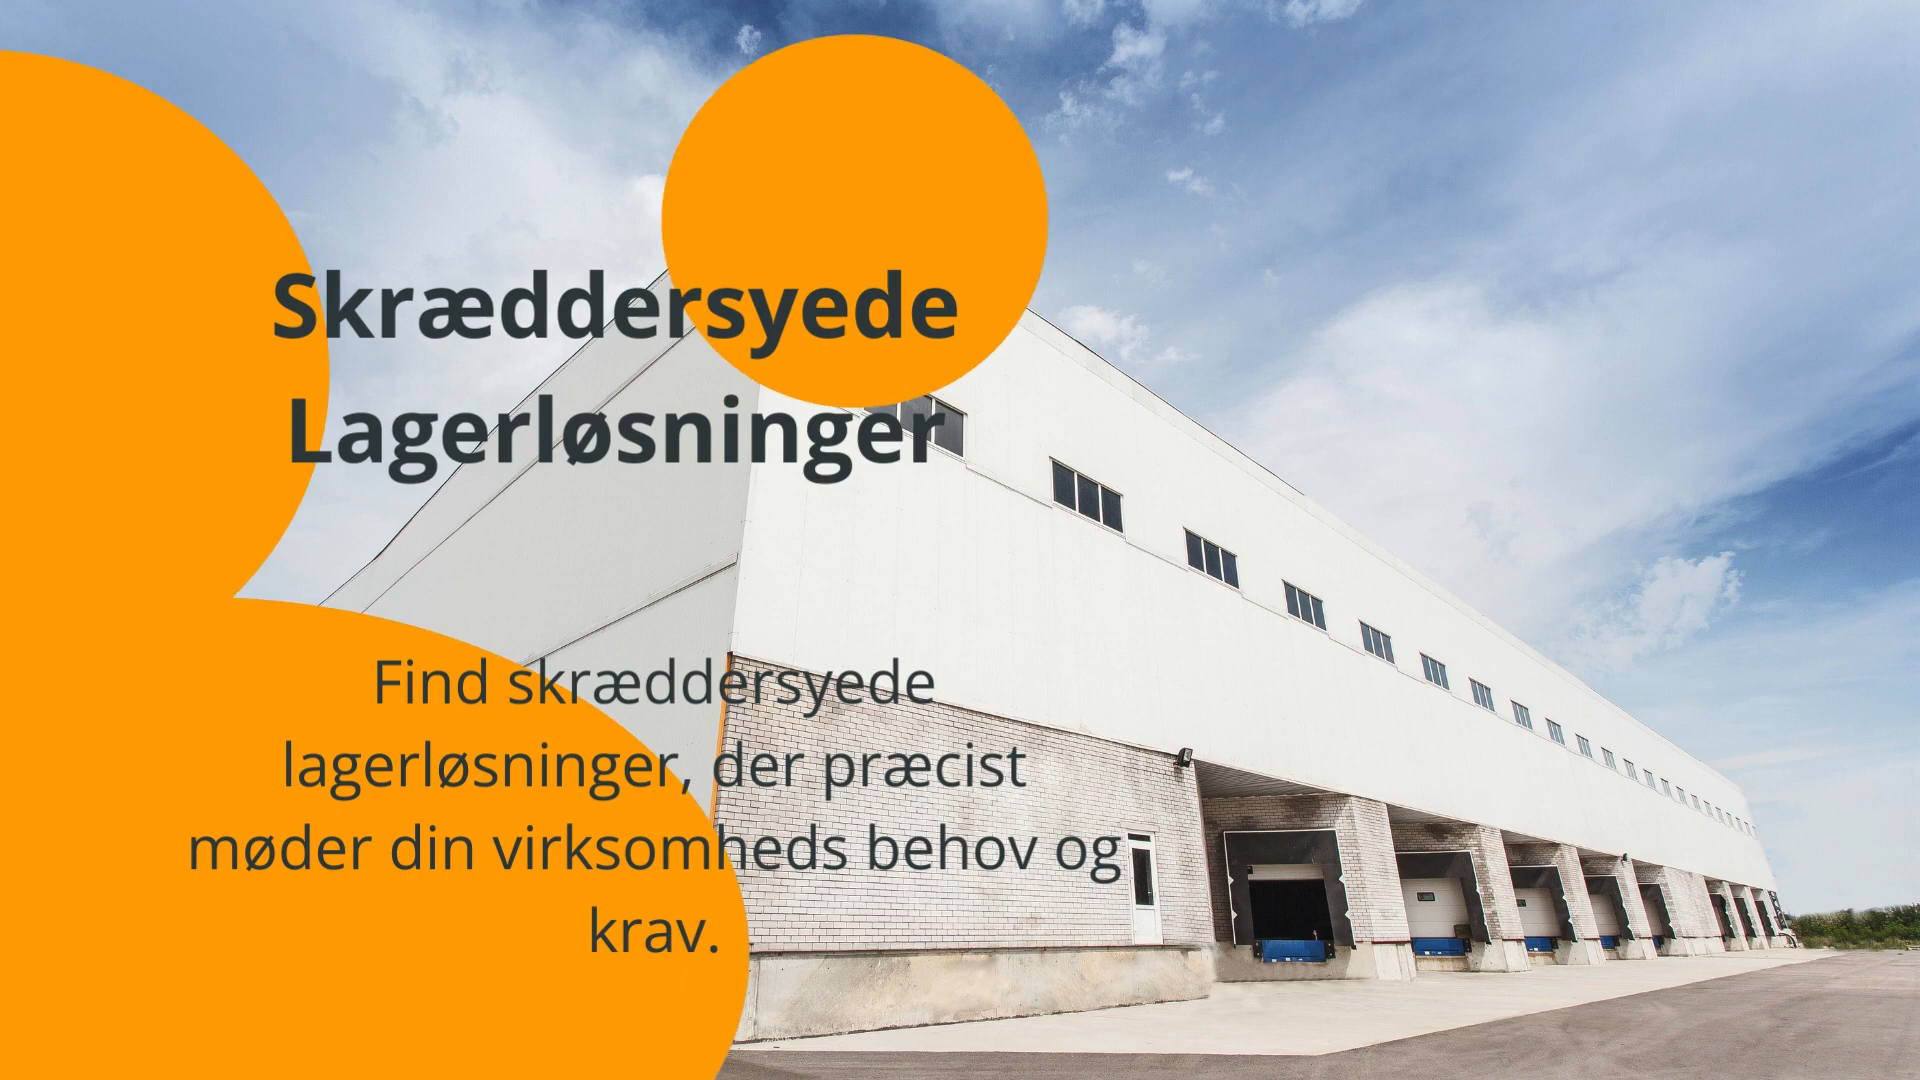 Skræddersyede
Lagerløsninger
Find skræddersyede
lagerløsninger, der præcist
møder din virksomheds behov og
krav.